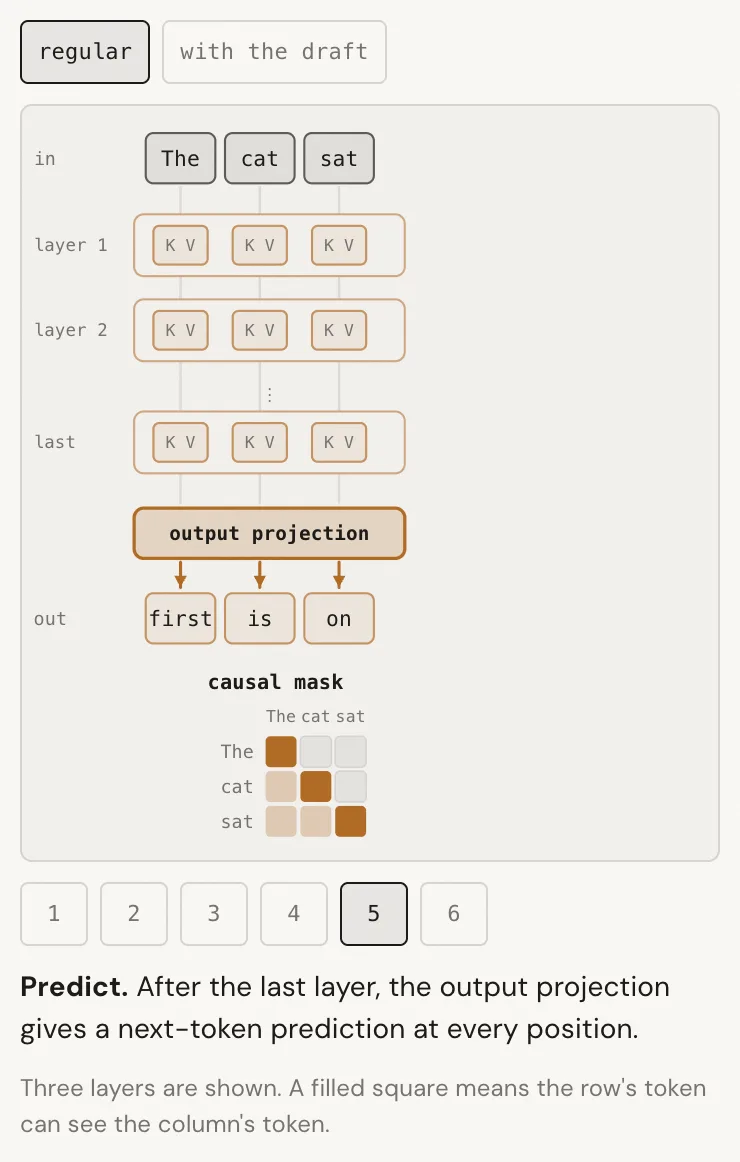 regular with the draft
in The cat sat
layer 1 K V K V K V
layer 2 K V K V K V
⋮
last K V K V K V
output projection
out first is on
causal mask
The cat sat
The
cat
sat
1 2 3 4 5 6
Predict. After the last layer, the output projection
gives a next-token prediction at every position.
Three layers are shown. A filled square means the row's token
can see the column's token.